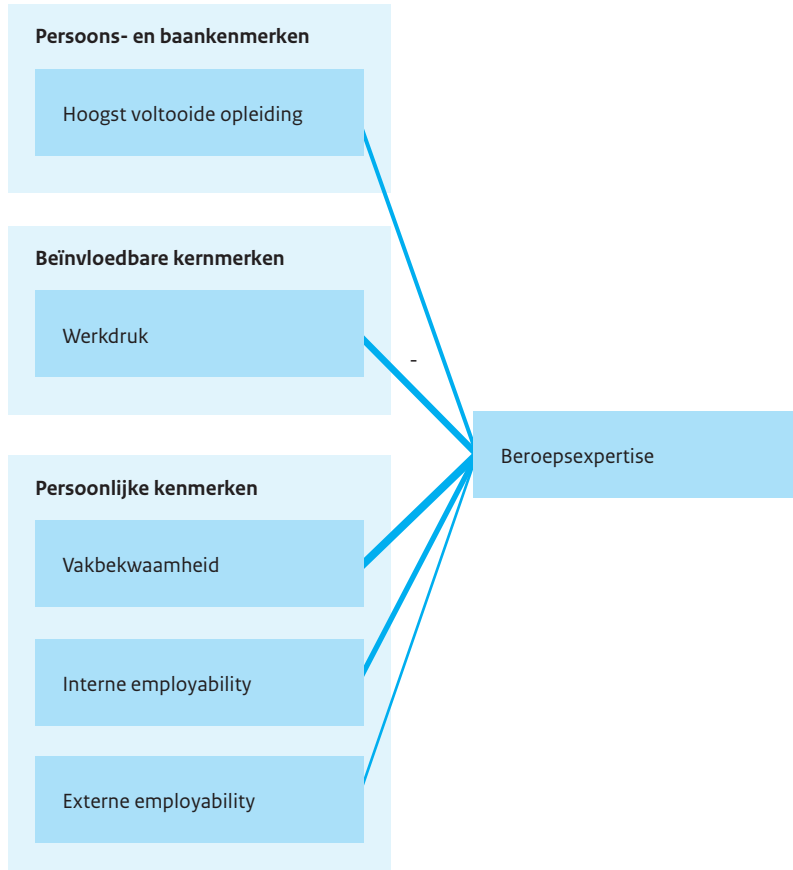 Persoons- en baankenmerken
Hoogst voltooide opleiding
Beïnvloedbare kernmerken
Werkdruk
-
Beroepsexpertise
Persoonlijke kenmerken
Vakbekwaamheid
Interne employability
Externe employability